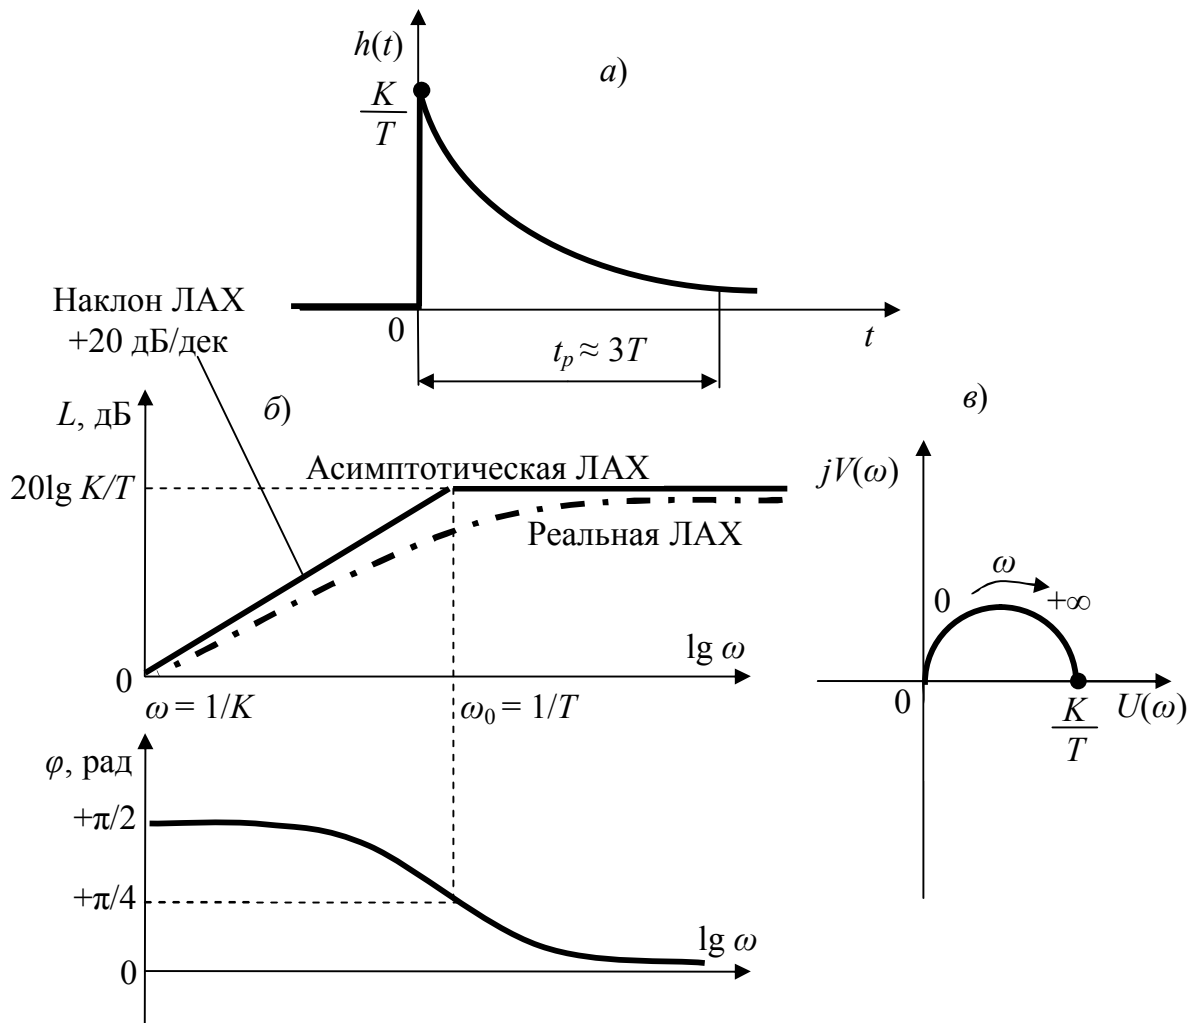 h(t)
а)
K
T
0
t
t_p ≈ 3T
Наклон ЛАХ
+20 дБ/дек
L, дБ
б)
20lg K/T
Асимптотическая ЛАХ
Реальная ЛАХ
lg ω
0
ω = 1/K
ω₀ = 1/T
φ, рад
+π/2
+π/4
0
lg ω
в)
jV(ω)
ω
0
+∞
0
K
T
U(ω)